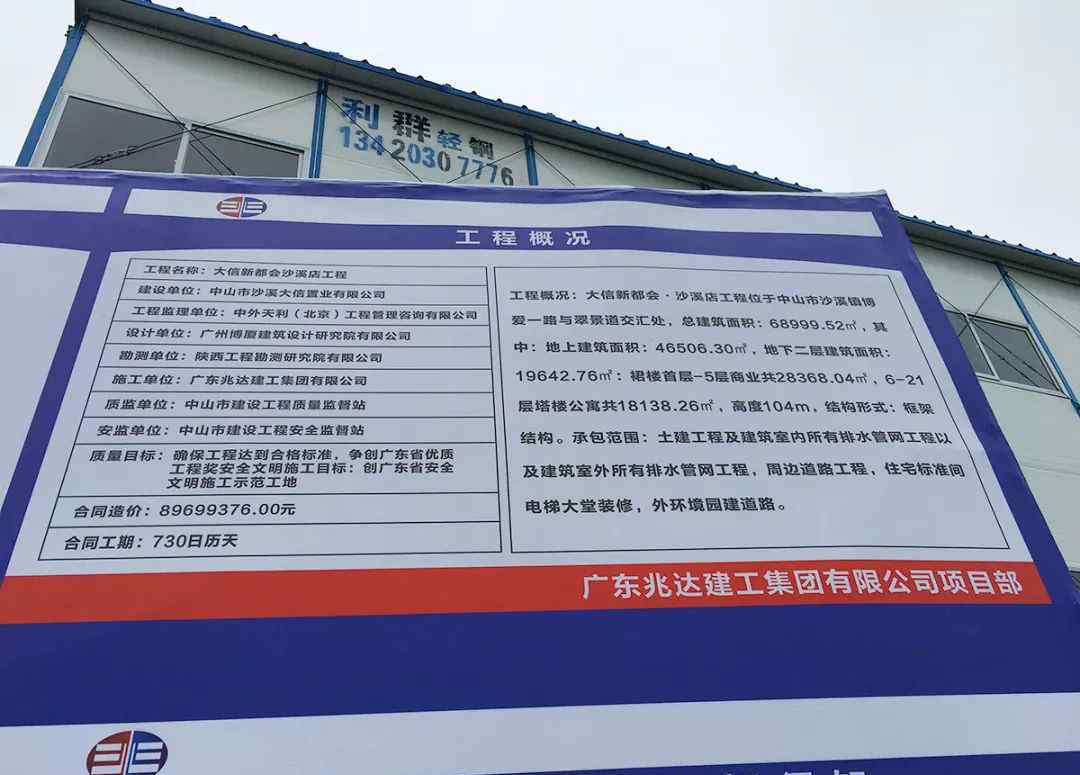 利群轻钢
13420307776
工程概况
工程名称：大信新都会沙溪店工程
建设单位：中山市沙溪大信置业有限公司
工程监理单位：中外天利（北京）工程管理咨询有限公司
设计单位：广州博厦建筑设计研究院有限公司
勘测单位：陕西工程勘测研究院有限公司
施工单位：广东兆达建工集团有限公司
质监单位：中山市建设工程质量监督站
安监单位：中山市建设工程安全监督站
质量目标：确保工程达到合格标准，争创广东省优质
工程奖安全文明施工目标：创广东省安全
文明施工示范工地
合同造价：89699376.00元
合同工期：730日历天
工程概况：大信新都会·沙溪店工程位于中山市沙溪镇博
爱一路与翠景道交汇处，总建筑面积：68999.52㎡，其
中：地上建筑面积：46506.30㎡，地下二层建筑面积：
19642.76㎡：裙楼首层-5层商业共28368.04㎡，6-21
层塔楼公寓共18138.26㎡，高度104m，结构形式：框架
结构。承包范围：土建工程及建筑室内所有排水管网工程以
及建筑室外所有排水管网工程，周边道路工程，住宅标准间
电梯大堂装修，外环境园建道路。
广东兆达建工集团有限公司项目部